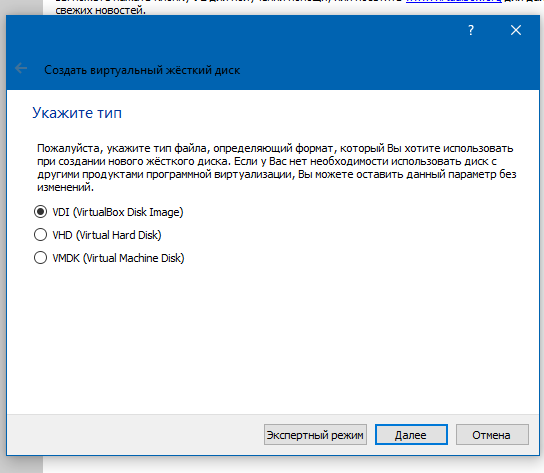 свежих новостей.
?
Создать виртуальный жёсткий диск
Укажите тип
Пожалуйста, укажите тип файла, определяющий формат, который Вы хотите использовать
при создании нового жёсткого диска. Если у Вас нет необходимости использовать диск с
другими продуктами программной виртуализации, Вы можете оставить данный параметр без
изменений.
VDI (VirtualBox Disk Image)
VHD (Virtual Hard Disk)
VMDK (Virtual Machine Disk)
Экспертный режим
Далее
Отмена